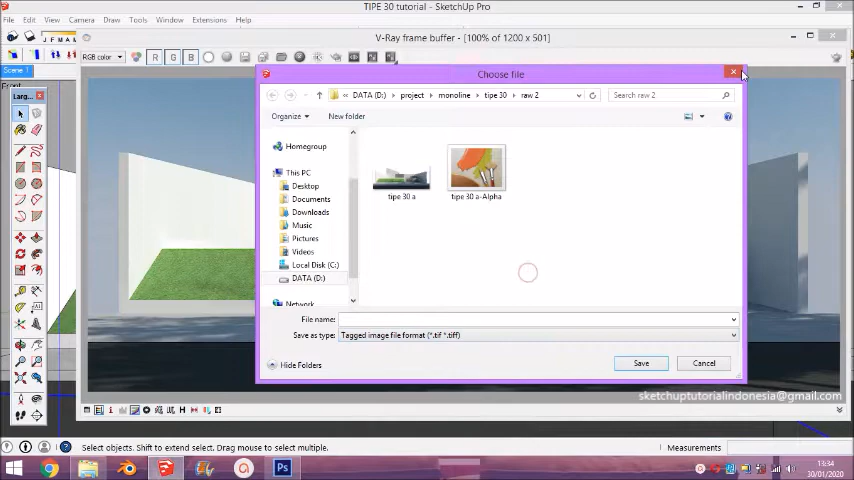 TIPE 30 tutorial - SketchUp Pro
File View Camera Draw Tools Window Extensions Help
V-Ray frame buffer - [100% of 1200 x 501]
RGB color R G B
Scene 1
Front
Larg...
Choose file
« DATA (D:) project monoline tipe 30 raw 2 Search raw 2
Organize New folder
Homegroup
This PC
Desktop
Documents
Downloads
Music
Pictures
Videos
Local Disk (C:)
DATA (D:)
Network
tipe 30 a tipe 30 a-Alpha
File name:
Save as type: Tagged image file format (*.tif *.tiff)
Hide Folders Save Cancel
sketchuptutorialindonesia@gmail.com
Select objects. Shift to extend select. Drag mouse to select multiple. Measurements
13:34
30/01/2020